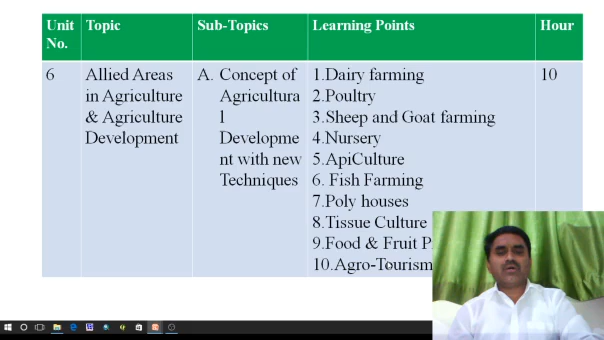 Unit Topic Sub-Topics Learning Points Hour
No.
6 Allied Areas A. Concept of 1.Dairy farming 10
in Agriculture Agricultura 2.Poultry
& Agriculture l 3.Sheep and Goat farming
Development Developme 4.Nursery
nt with new 5.ApiCulture
Techniques 6. Fish Farming
7.Poly houses
8.Tissue Culture
9.Food & Fruit P
10.Agro-Tourism